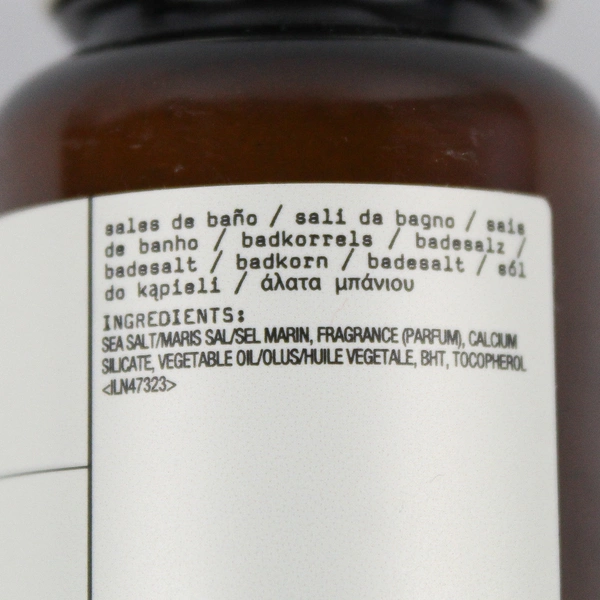 sales de baño / sali da bagno / sais
de banho / badkorrels / badesalz /
badesalt / badkorn / badesalt / sól
do kąpieli / άλατα μπάνιου
INGREDIENTS:
SEA SALT/MARIS SAL/SEL MARIN, FRAGRANCE (PARFUM), CALCIUM
SILICATE, VEGETABLE OIL/OLUS/HUILE VEGETALE, BHT, TOCOPHEROL
<ILN47323>